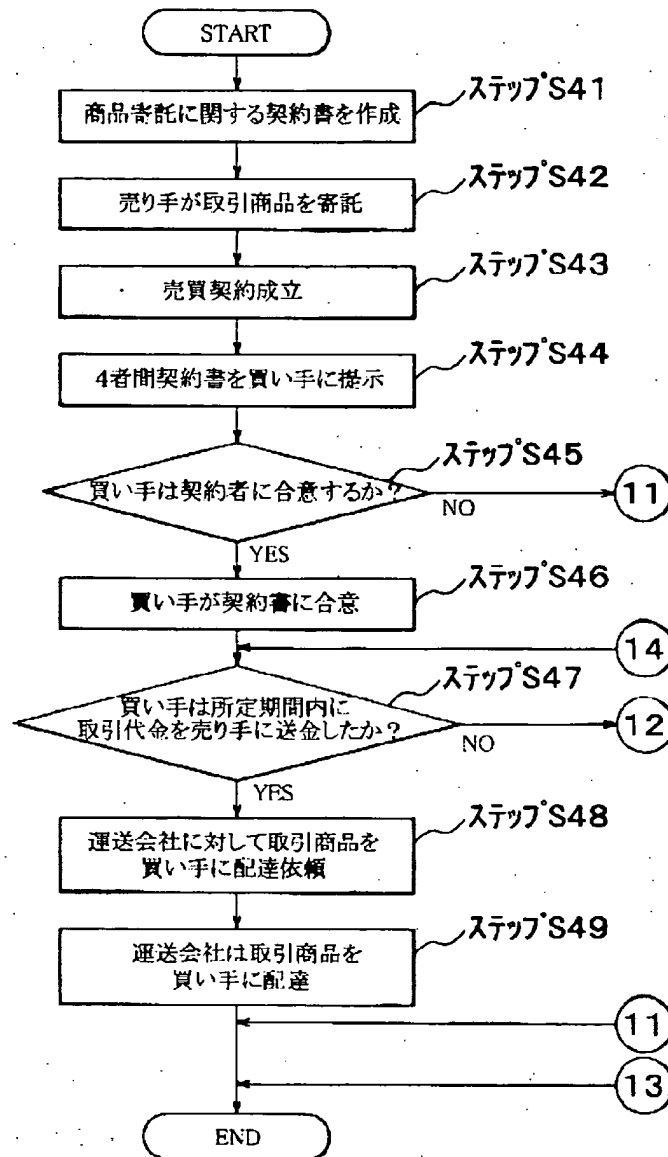 START
ステップS41
商品寄託に関する契約書を作成
ステップS42
売り手が取引商品を寄託
ステップS43
売買契約成立
ステップS44
4者間契約書を買い手に提示
ステップS45
買い手は契約者に合意するか？
NO
11
YES
ステップS46
買い手が契約書に合意
14
ステップS47
買い手は所定期間内に
取引代金を売り手に送金したか？
NO
12
YES
ステップS48
運送会社に対して取引商品を
買い手に配達依頼
ステップS49
運送会社は取引商品を
買い手に配達
11
13
END